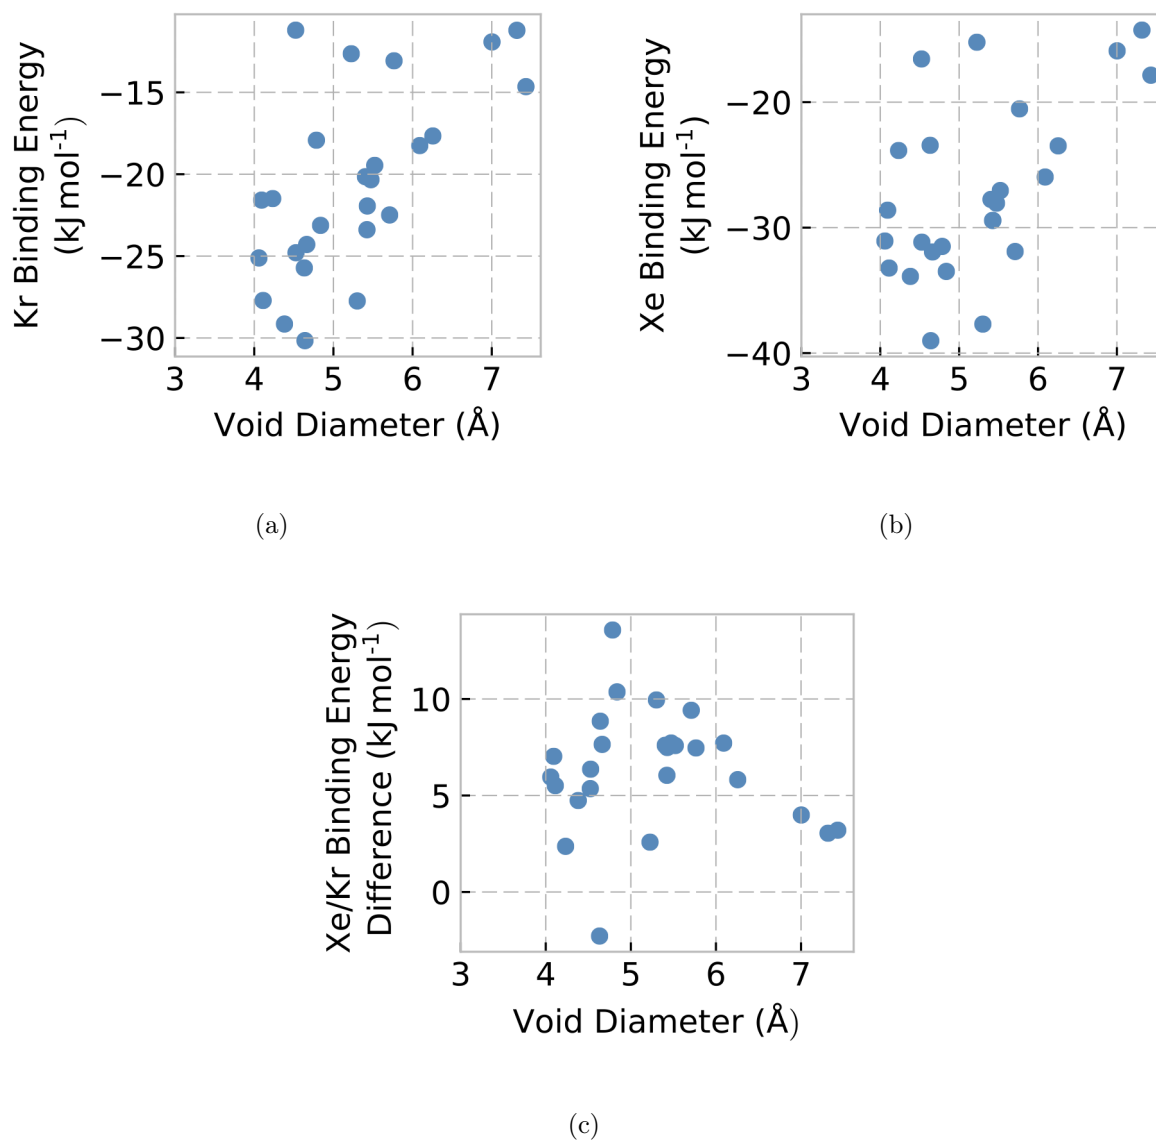 Kr Binding Energy
(kJ mol⁻¹)
−15
−20
−25
−30
3 4 5 6 7
Void Diameter (Å)
(a)
Xe Binding Energy
(kJ mol⁻¹)
−20
−30
−40
3 4 5 6 7
Void Diameter (Å)
(b)
Xe/Kr Binding Energy
Difference (kJ mol⁻¹)
10
5
0
3 4 5 6 7
Void Diameter (Å)
(c)